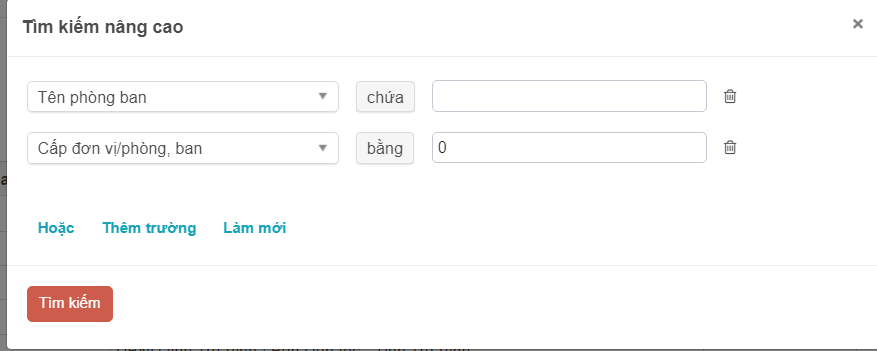 Tìm kiếm nâng cao ×
Tên phòng ban chứa
Cấp đơn vị/phòng, ban bằng 0
Hoặc Thêm trường Làm mới
Tìm kiếm